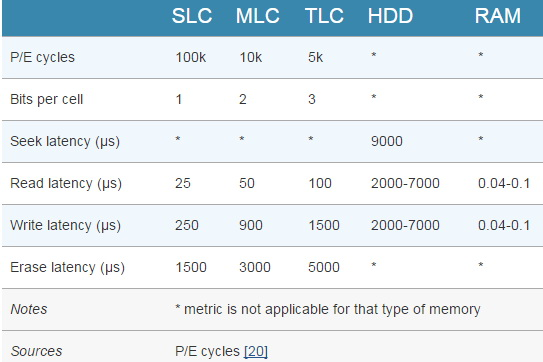 SLC MLC TLC HDD RAM
P/E cycles 100k 10k 5k * *
Bits per cell 1 2 3 * *
Seek latency (µs) * * * 9000 *
Read latency (µs) 25 50 100 2000-7000 0.04-0.1
Write latency (µs) 250 900 1500 2000-7000 0.04-0.1
Erase latency (µs) 1500 3000 5000 * *
Notes * metric is not applicable for that type of memory
Sources P/E cycles [20]